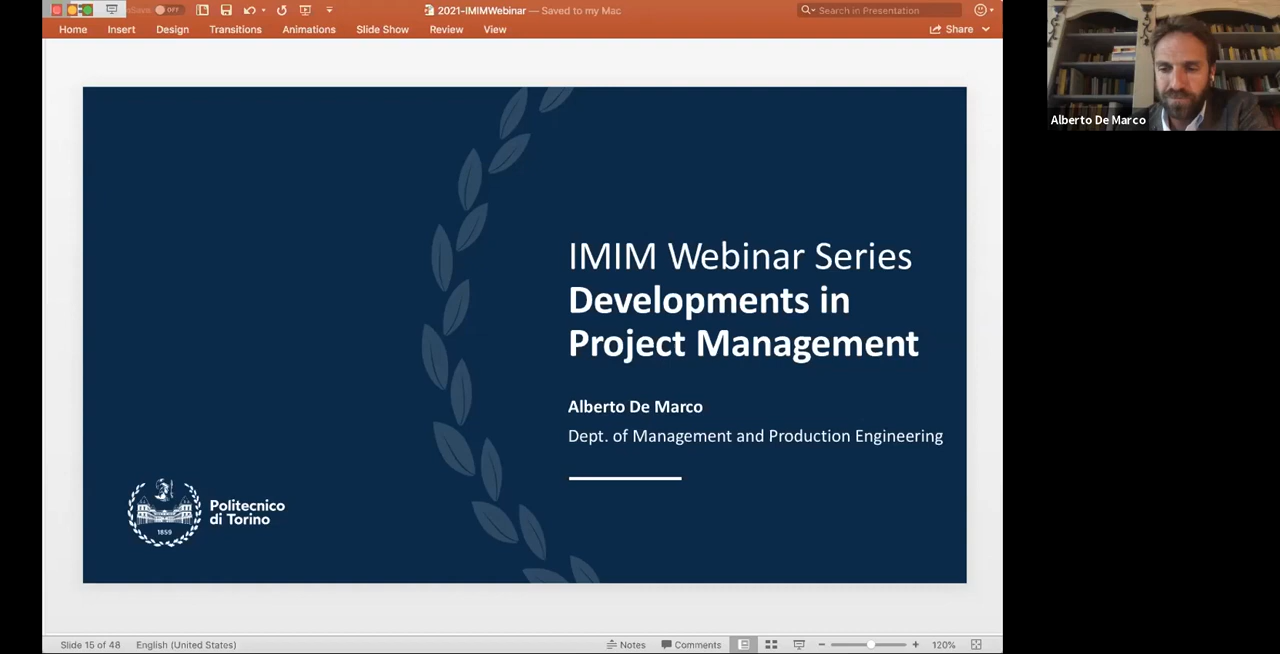 OFF
2021-IMIMWebinar — Saved to my Mac
Search in Presentation
Home Insert Design Transitions Animations Slide Show Review View
Share
Alberto De Marco
IMIM Webinar Series
Developments in
Project Management
Alberto De Marco
Dept. of Management and Production Engineering
1859
Politecnico
di Torino
Slide 15 of 48 English (United States)
Notes Comments 120%